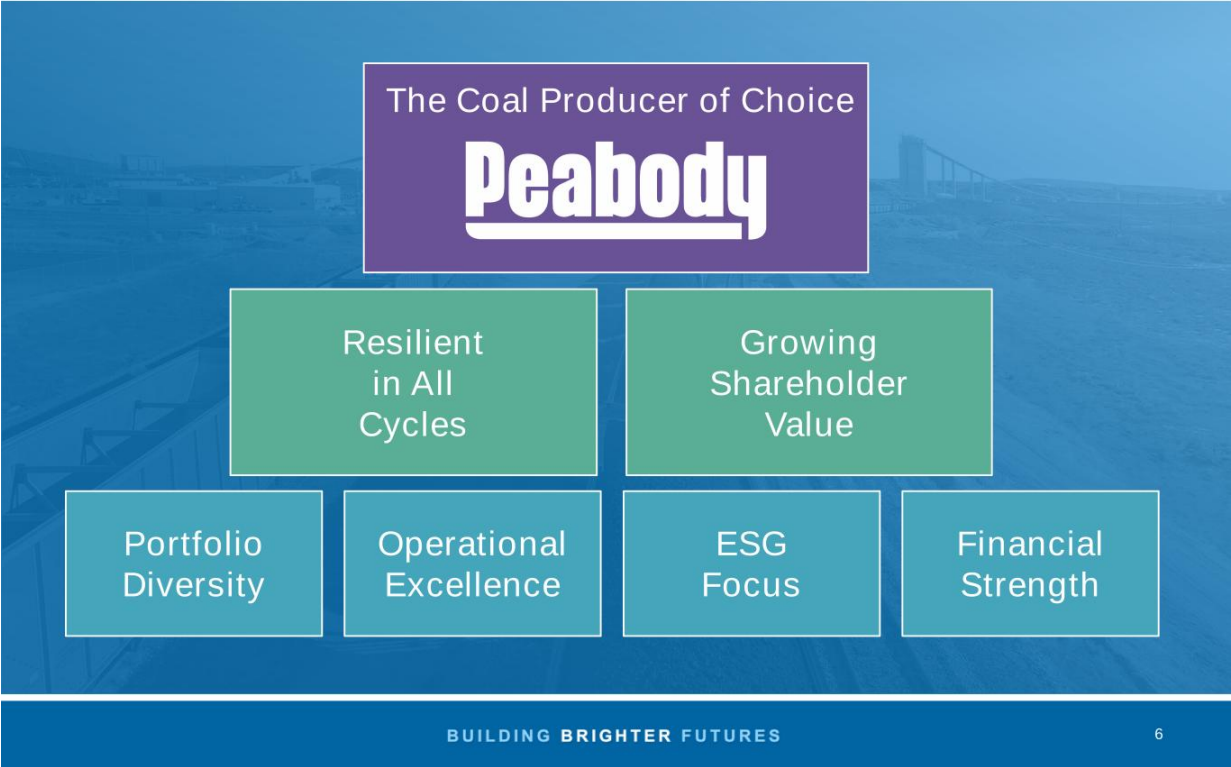 The Coal Producer of Choice
Peabody
Resilient
in All
Cycles
Growing
Shareholder
Value
Portfolio
Diversity
Operational
Excellence
ESG
Focus
Financial
Strength
BUILDING BRIGHTER FUTURES
6